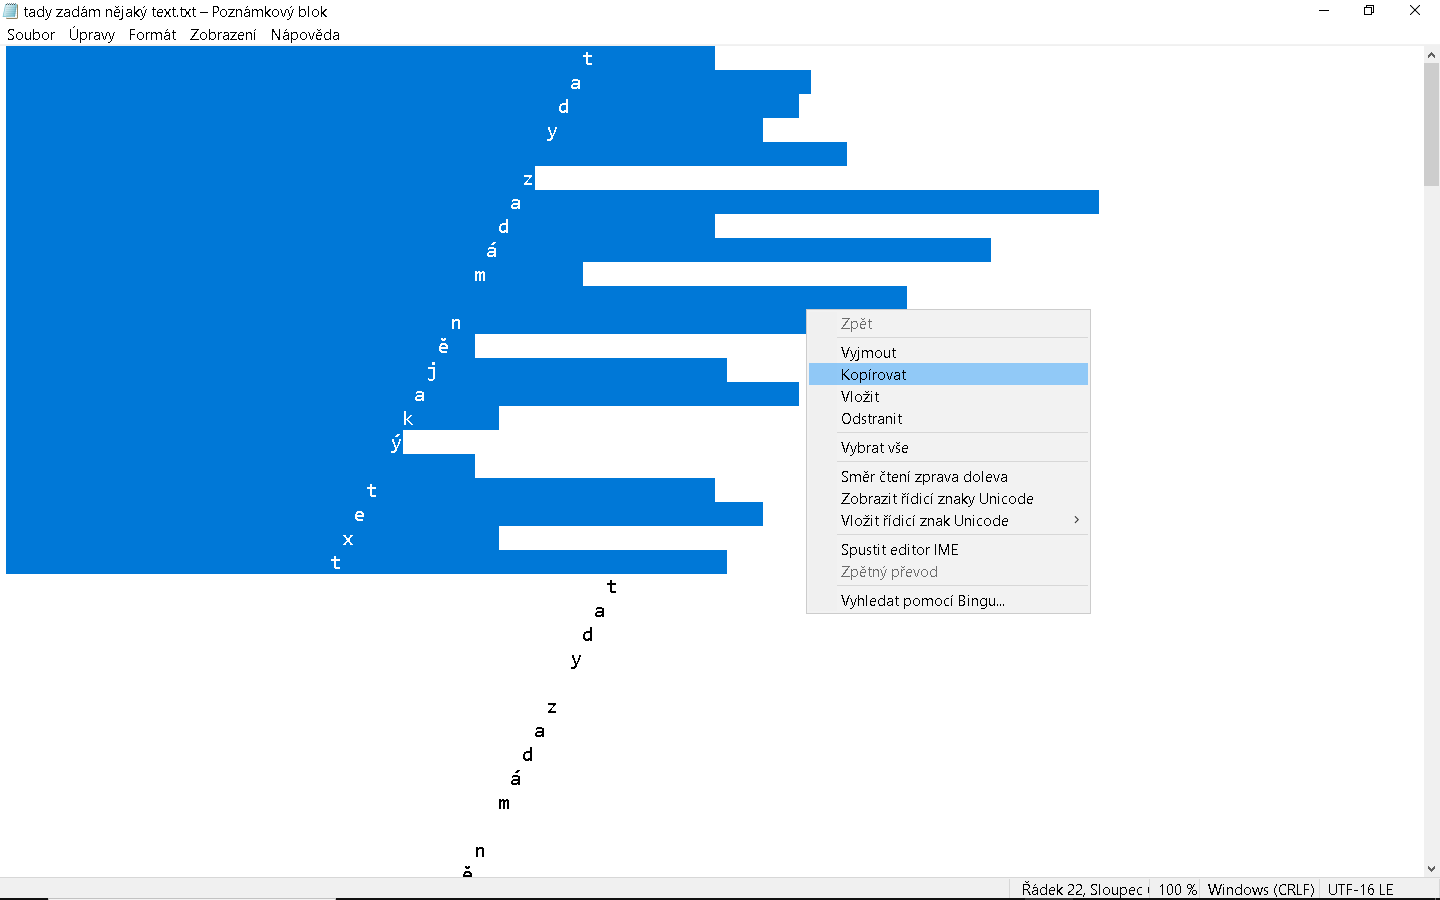 tady zadám nějaký text.txt – Poznámkový blok
Soubor Úpravy Formát Zobrazení Nápověda
t
a
d
y
z
a
d
á
m
n
ě
j
a
k
ý
t
e
x
t
t
a
d
y
z
a
d
á
m
n
ě
Zpět
Vyjmout
Kopírovat
Vložit
Odstranit
Vybrat vše
Směr čtení zprava doleva
Zobrazit řídicí znaky Unicode
Vložit řídicí znak Unicode
Spustit editor IME
Zpětný převod
Vyhledat pomocí Bingu...
Řádek 22, Sloupec 100 % Windows (CRLF) UTF-16 LE